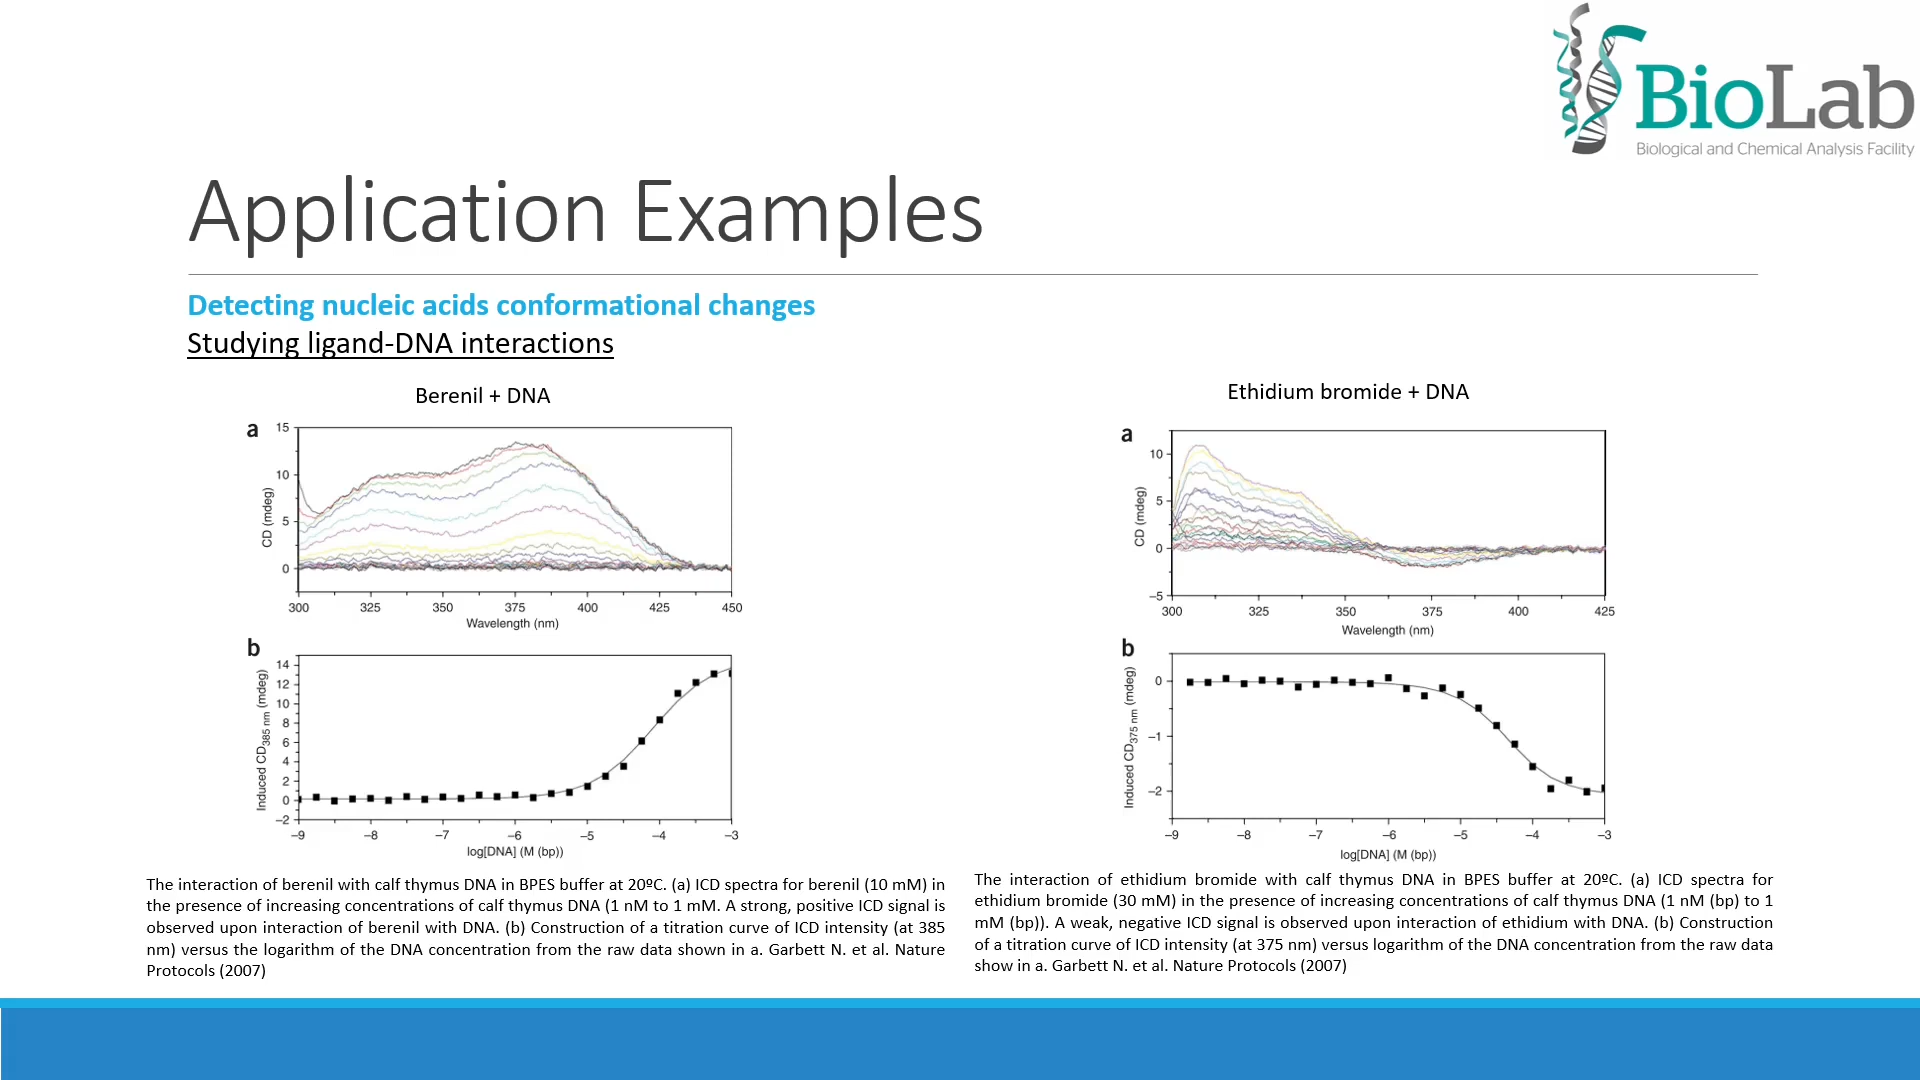 BioLab
Biological and Chemical Analysis Facility
Application Examples
Detecting nucleic acids conformational changes
Studying ligand-DNA interactions
Berenil + DNA
a
15
10
5
0
CD (mdeg)
300 325 350 375 400 425 450
Wavelength (nm)
b
14
12
10
8
6
4
2
0
−2
Induced CD385 nm (mdeg)
−9 −8 −7 −6 −5 −4 −3
log[DNA] (M (bp))
The interaction of berenil with calf thymus DNA in BPES buffer at 20ºC. (a) ICD spectra for berenil (10 mM) in
the presence of increasing concentrations of calf thymus DNA (1 nM to 1 mM. A strong, positive ICD signal is
observed upon interaction of berenil with DNA. (b) Construction of a titration curve of ICD intensity (at 385
nm) versus the logarithm of the DNA concentration from the raw data shown in a. Garbett N. et al. Nature
Protocols (2007)
Ethidium bromide + DNA
a
10
5
0
−5
CD (mdeg)
300 325 350 375 400 425
Wavelength (nm)
b
0
−1
−2
Induced CD375 nm (mdeg)
−9 −8 −7 −6 −5 −4 −3
log[DNA] (M (bp))
The interaction of ethidium bromide with calf thymus DNA in BPES buffer at 20ºC. (a) ICD spectra for
ethidium bromide (30 mM) in the presence of increasing concentrations of calf thymus DNA (1 nM (bp) to 1
mM (bp)). A weak, negative ICD signal is observed upon interaction of ethidium with DNA. (b) Construction
of a titration curve of ICD intensity (at 375 nm) versus logarithm of the DNA concentration from the raw data
show in a. Garbett N. et al. Nature Protocols (2007)